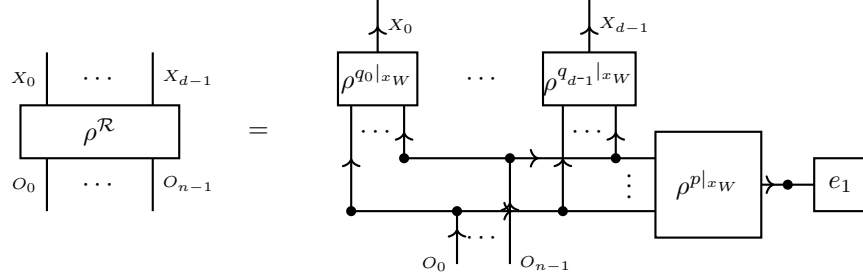 X_0 X_{d−1}
X_0 ⋯ X_{d−1} ρ^{q_0|_{x_W}} ⋯ ρ^{q_{d−1}|_{x_W}}
⋯ ⋯
ρ^ℛ = ρ^{p|_{x_W}} e_1
⋮
O_0 ⋯ O_{n−1}
⋯
O_0 O_{n−1}